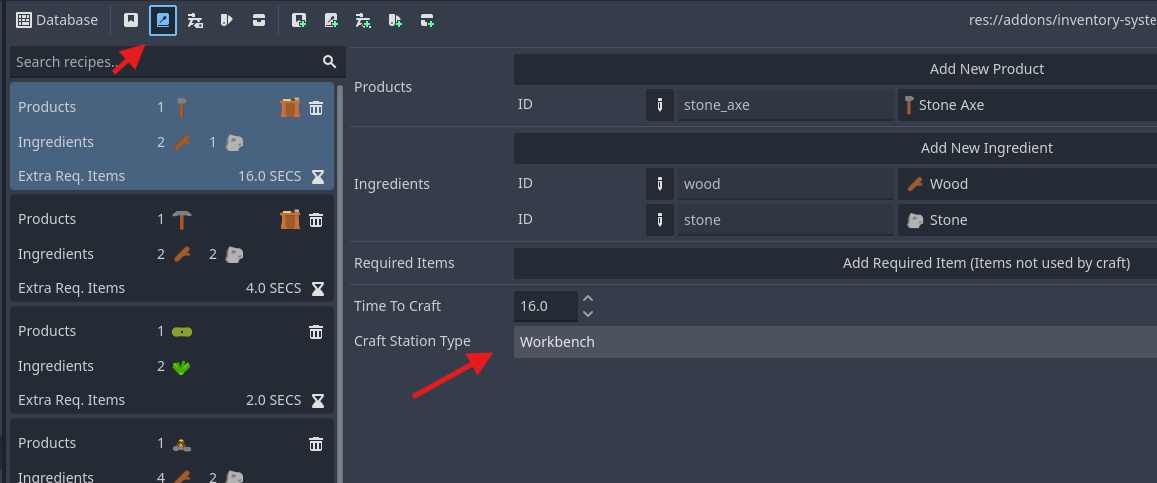 Database
res://addons/inventory-syste
Search recipes..
Products 1
Ingredients 2 1
Extra Req. Items 16.0 SECS
Products 1
Ingredients 2 2
Extra Req. Items 4.0 SECS
Products 1
Ingredients 2
Extra Req. Items 2.0 SECS
Products 1
Ingredients 4 2
Products
Add New Product
ID stone_axe Stone Axe
Ingredients
Add New Ingredient
ID wood Wood
ID stone Stone
Required Items Add Required Item (Items not used by craft)
Time To Craft 16.0
Craft Station Type Workbench